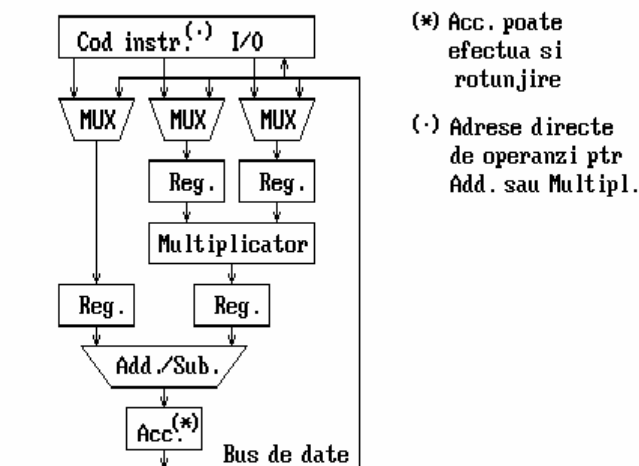 Cod instr.(·) I/O
MUX MUX MUX
Reg. Reg.
Multiplicator
Reg. Reg.
Add./Sub.
Acc.(*)
Bus de date
(*) Acc. poate
efectua si
rotunjire
(·) Adrese directe
de operanzi ptr
Add. sau Multipl.